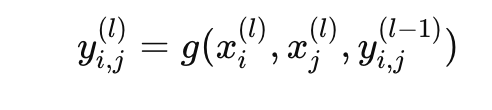 $y_{i,j}^{(l)} = g(x_i^{(l)}, x_j^{(l)}, y_{i,j}^{(l-1)})$